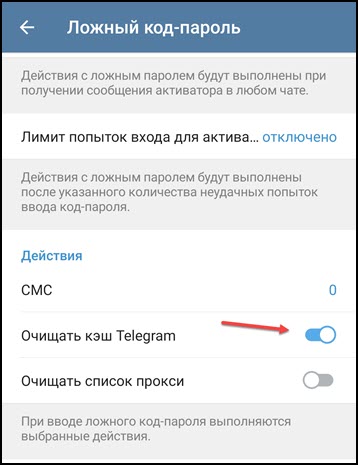 Ложный код-пароль
Действия с ложным паролем будут выполнены при
получении сообщения активатора в любом чате.
Лимит попыток входа для актива... отключено
Действия с ложным паролем будут выполнены
после указанного количества неудачных попыток
ввода код-пароля.
Действия
СМС 0
Очищать кэш Telegram
Очищать список прокси
При вводе ложного код-пароля выполняются
выбранные действия.